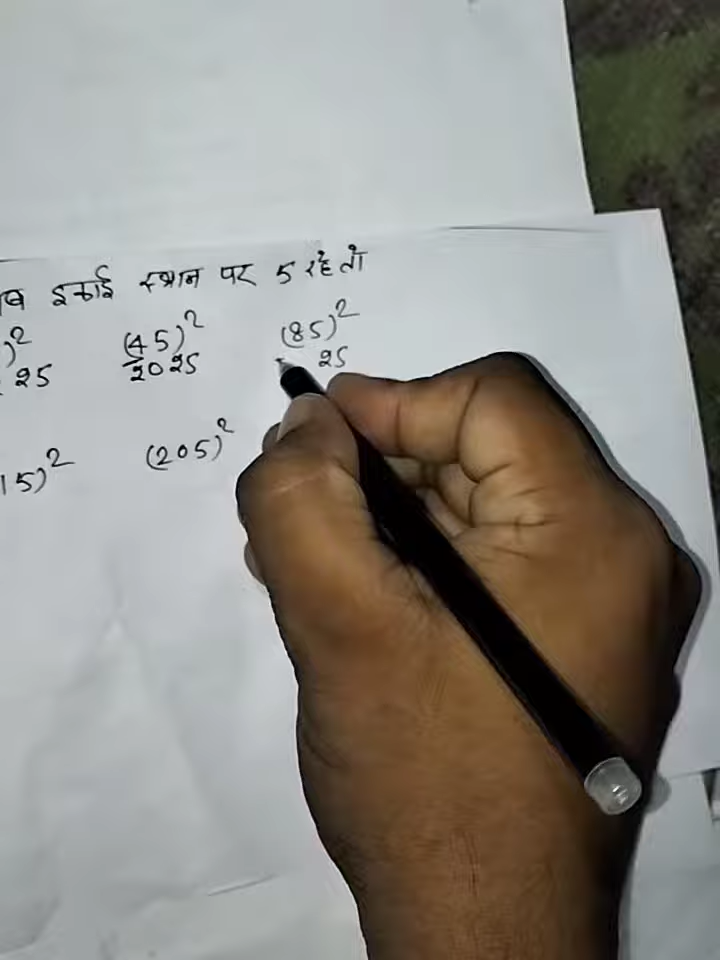 इकाई स्थान पर 5 रहे तो
)² (45)² (85)²
25 2025 25
15)² (205)²